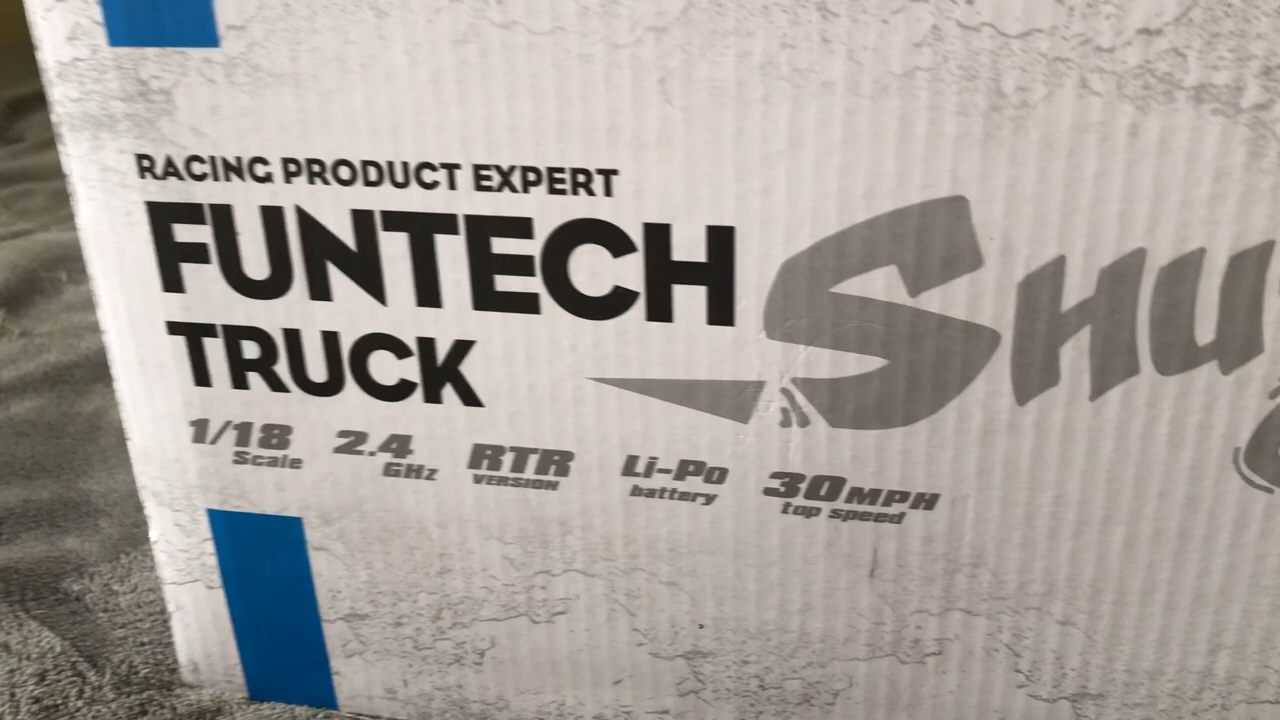 RACING PRODUCT EXPERT
FUNTECH
TRUCK
SHU
1/18 Scale
2.4 GHz
RTR VERSION
Li-Po battery
30MPH top speed